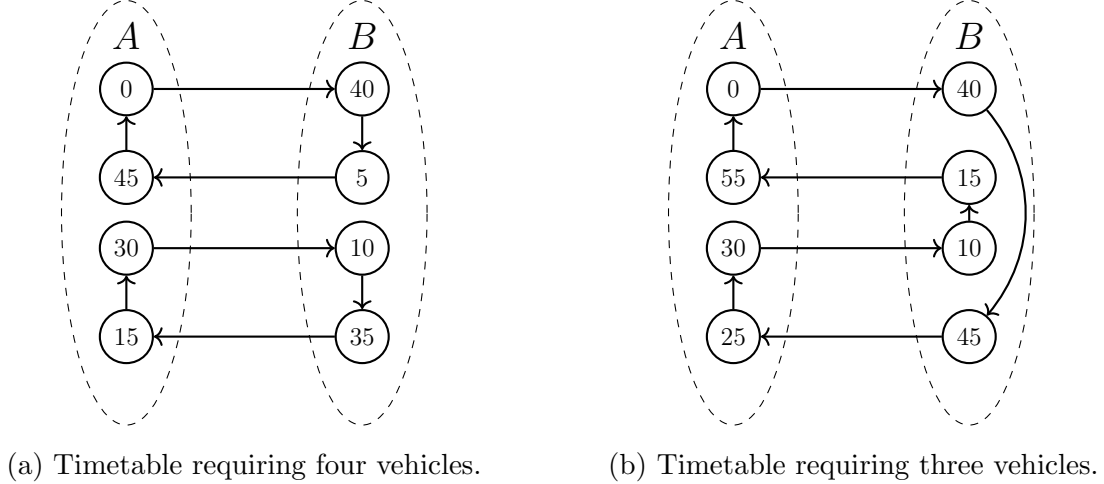 A B
0 40
45 5
30 10
15 35
(a) Timetable requiring four vehicles.
A B
0 40
55 15
30 10
25 45
(b) Timetable requiring three vehicles.